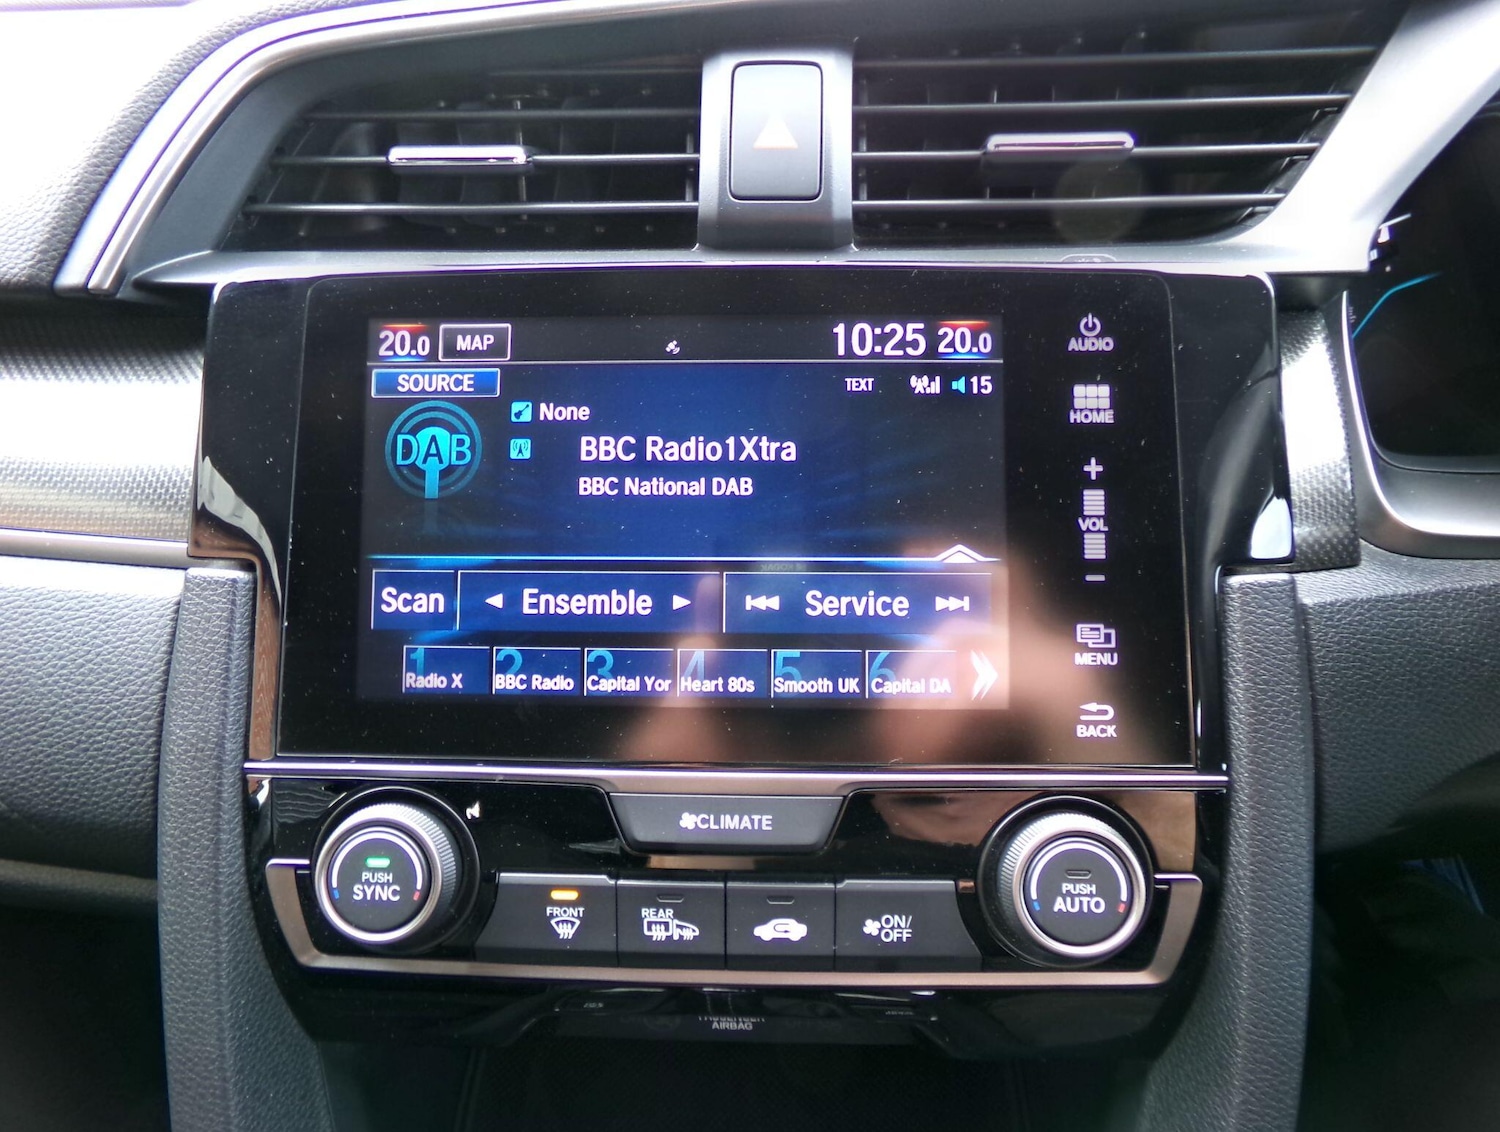 20.0 MAP 10:25 20.0
SOURCE TEXT 15
DAB
None
BBC Radio1Xtra
BBC National DAB
Scan Ensemble Service
1 2 3 4 5 6
Radio X BBC Radio Capital Yor Heart 80s Smooth UK Capital DA
AUDIO
HOME
+
VOL
-
MENU
BACK
CLIMATE
PUSH
SYNC
FRONT
REAR
ON/
OFF
PUSH
AUTO
PASSENGER
AIRBAG